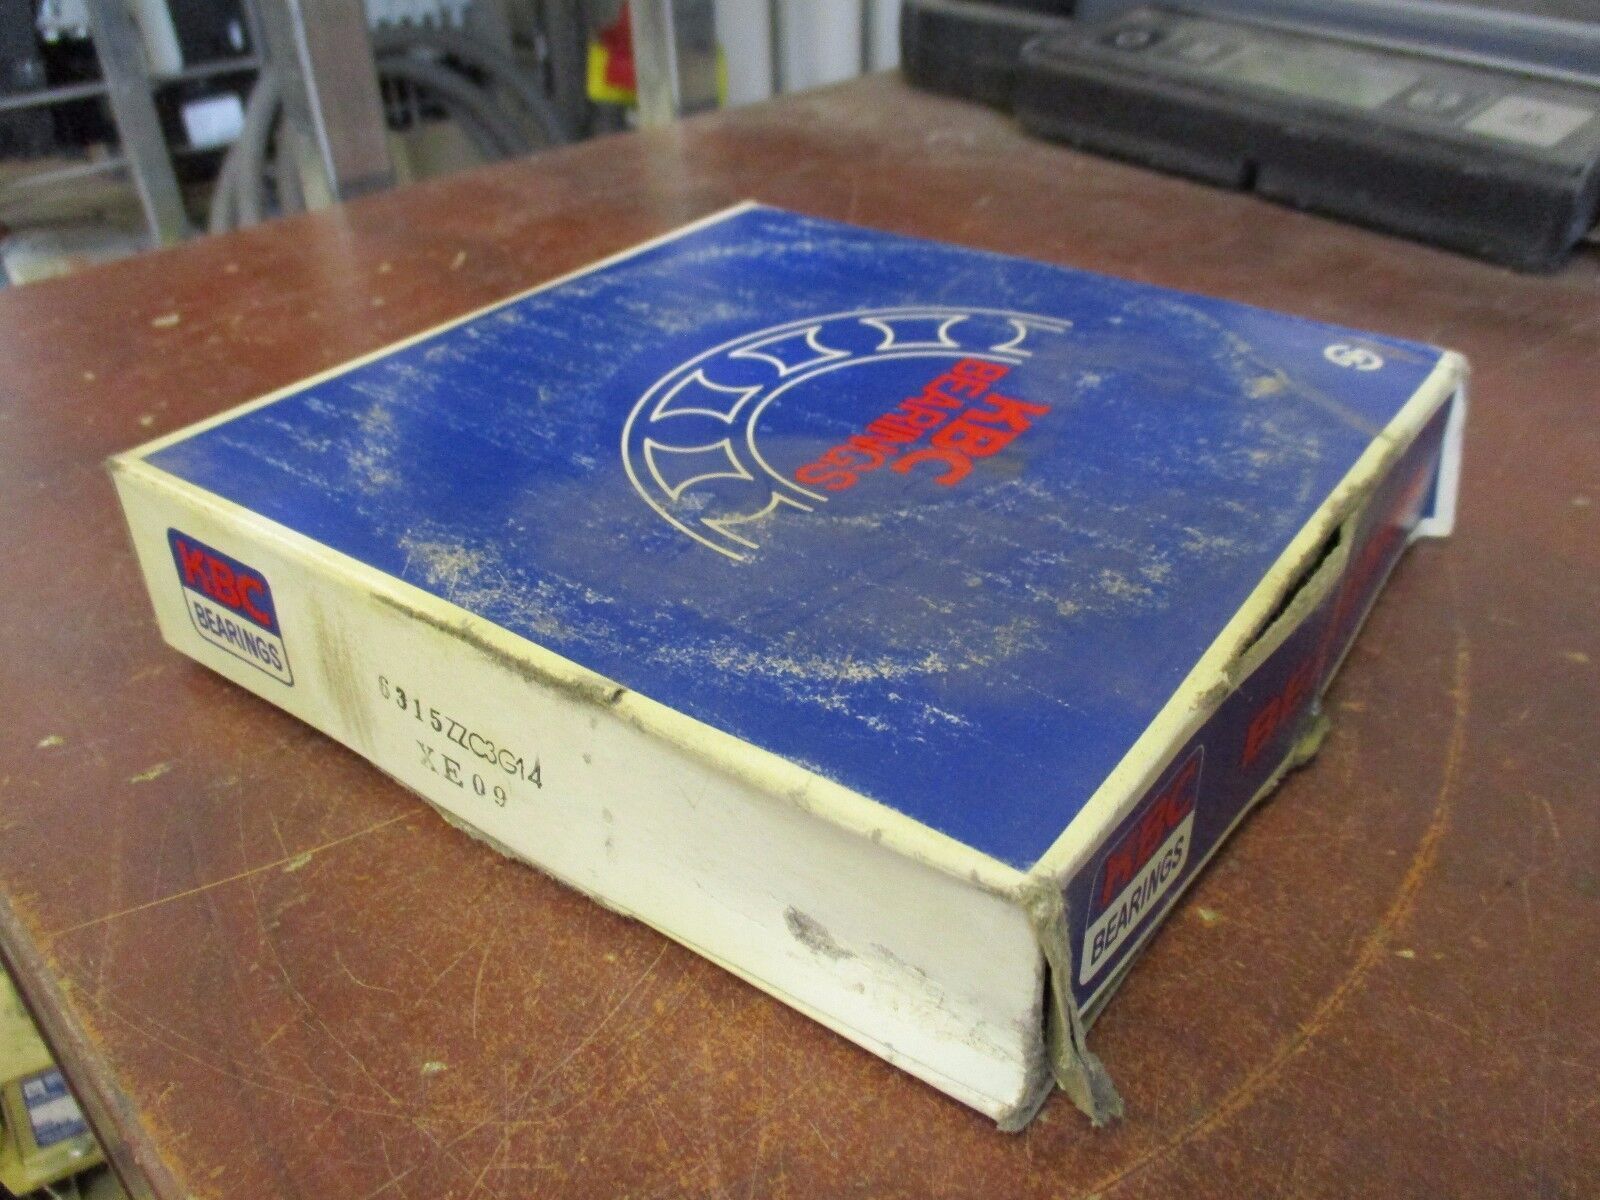 KBC
BEARINGS
KBC
BEARINGS
6315ZZC3G14
XE09
KBC
BEARINGS